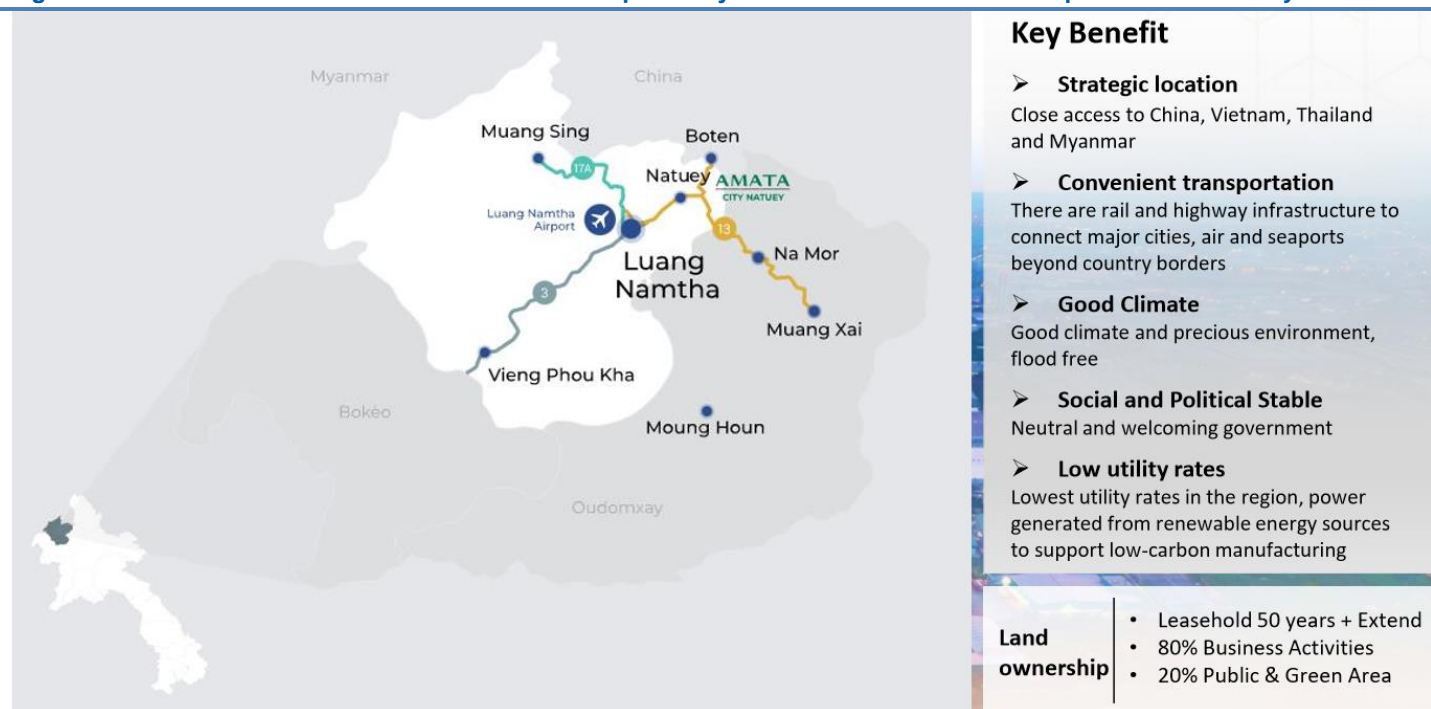 Myanmar
China
Muang Sing
Boten
17A
Natuey
AMATA
CITY NATUEY
Luang Namtha
Airport
13
Na Mor
Luang
Namtha
3
Muang Xai
Vieng Phou Kha
Bokèo
Moung Houn
Oudomxay
Key Benefit
➢ Strategic location
Close access to China, Vietnam, Thailand
and Myanmar
➢ Convenient transportation
There are rail and highway infrastructure to
connect major cities, air and seaports
beyond country borders
➢ Good Climate
Good climate and precious environment,
flood free
➢ Social and Political Stable
Neutral and welcoming government
➢ Low utility rates
Lowest utility rates in the region, power
generated from renewable energy sources
to support low-carbon manufacturing
Land
ownership
• Leasehold 50 years + Extend
• 80% Business Activities
• 20% Public & Green Area